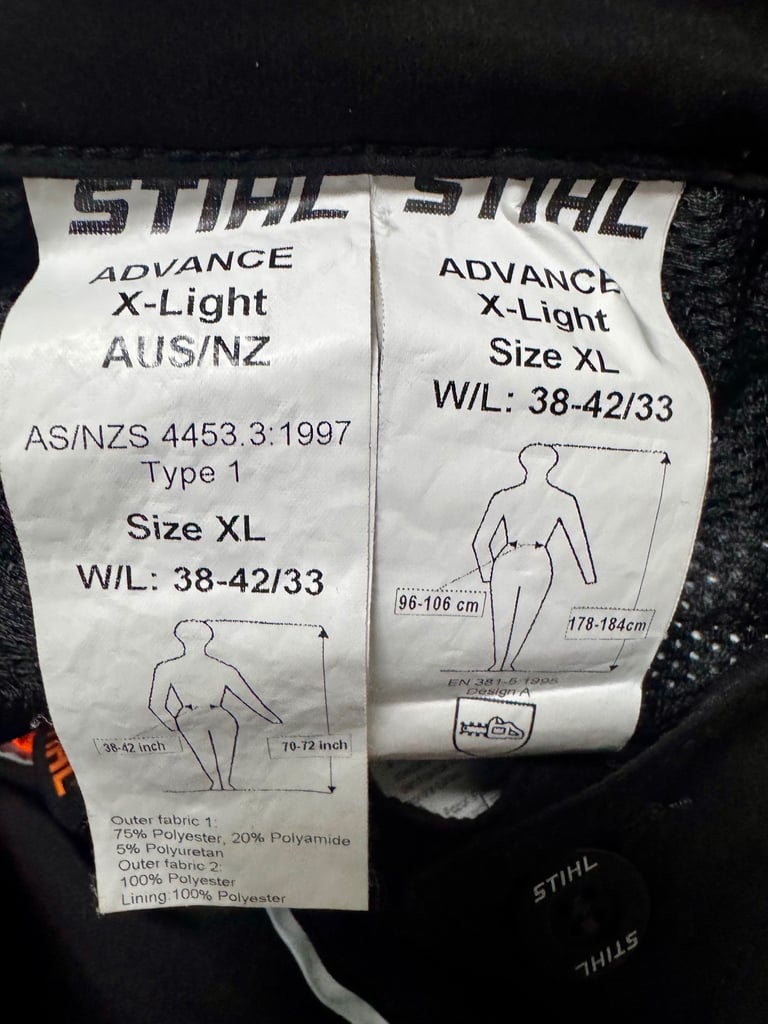 STIHL
ADVANCE
X-Light
AUS/NZ
AS/NZS 4453.3:1997
Type 1
Size XL
W/L: 38-42/33
38-42 inch
70-72 inch
Outer fabric 1:
75% Polyester, 20% Polyamide
5% Polyuretan
Outer fabric 2:
100% Polyester
Lining:100% Polyester
STIHL
ADVANCE
X-Light
Size XL
W/L: 38-42/33
96-106 cm
178-184cm
EN 381-5:1995
Design A
STIHL
STIHL